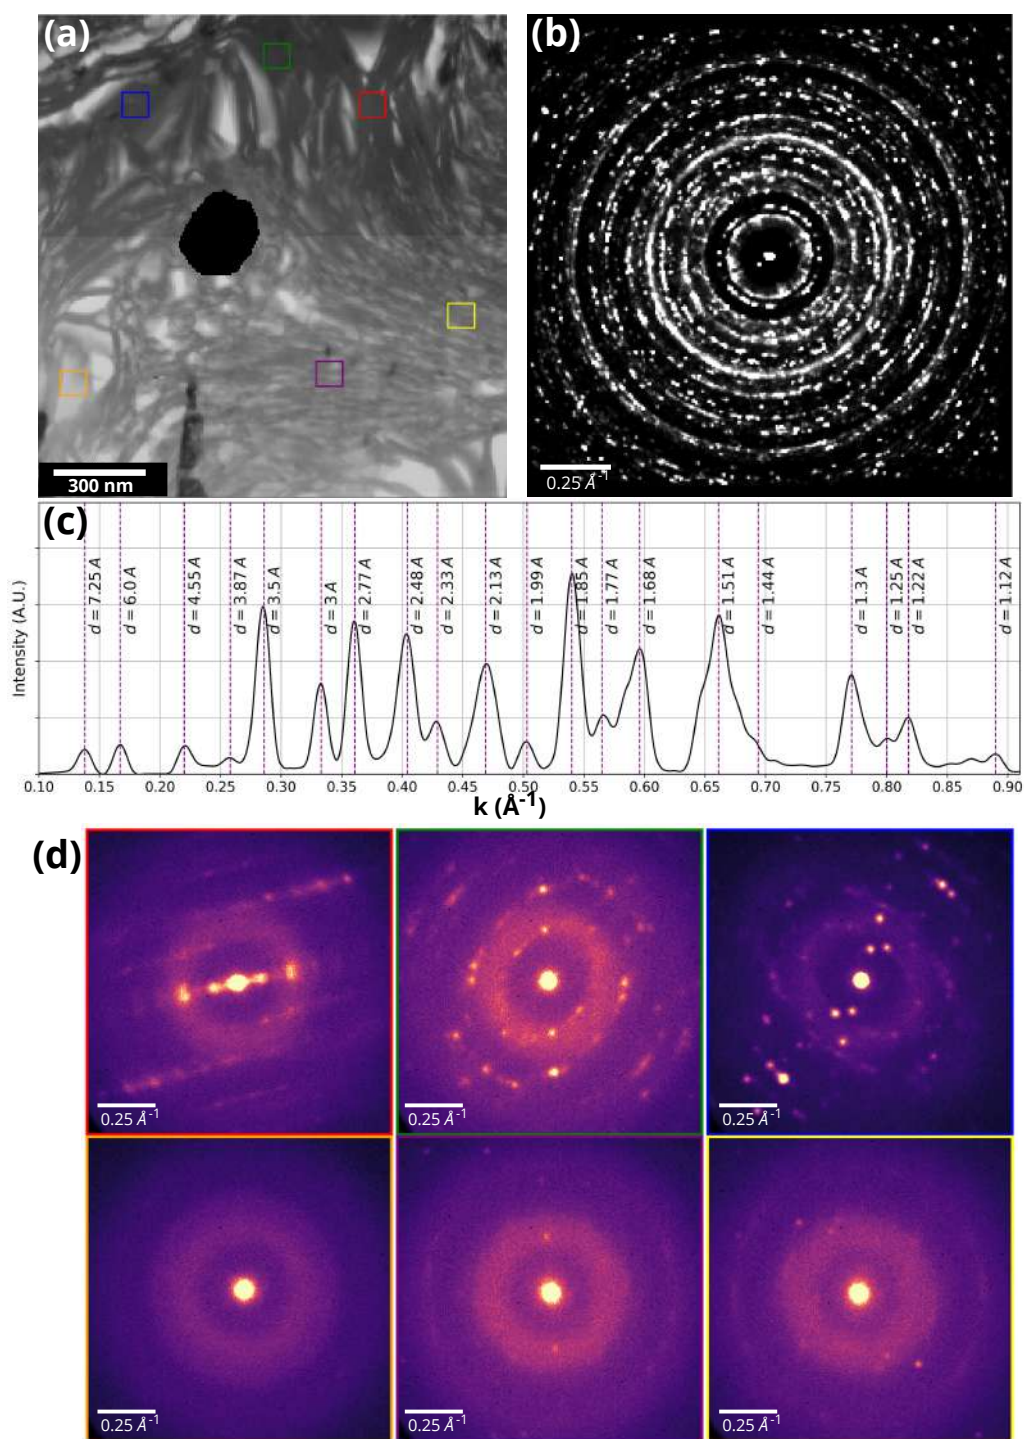 (a)
300 nm
(b)
0.25 Å⁻¹
(c)
Intensity (A.U.)
d = 7.25 A
d = 6.0 A
d = 4.55 A
d = 3.87 A
d = 3.5 A
d = 3 A
d = 2.77 A
d = 2.48 A
d = 2.33 A
d = 2.13 A
d = 1.99 A
d = 1.85 A
d = 1.77 A
d = 1.68 A
d = 1.51 A
d = 1.44 A
d = 1.3 A
d = 1.25 A
d = 1.22 A
d = 1.12 A
0.10 0.15 0.20 0.25 0.30 0.35 0.40 0.45 0.50 0.55 0.60 0.65 0.70 0.75 0.80 0.85 0.90
k (Å⁻¹)
(d)
0.25 Å⁻¹
0.25 Å⁻¹
0.25 Å⁻¹
0.25 Å⁻¹
0.25 Å⁻¹
0.25 Å⁻¹